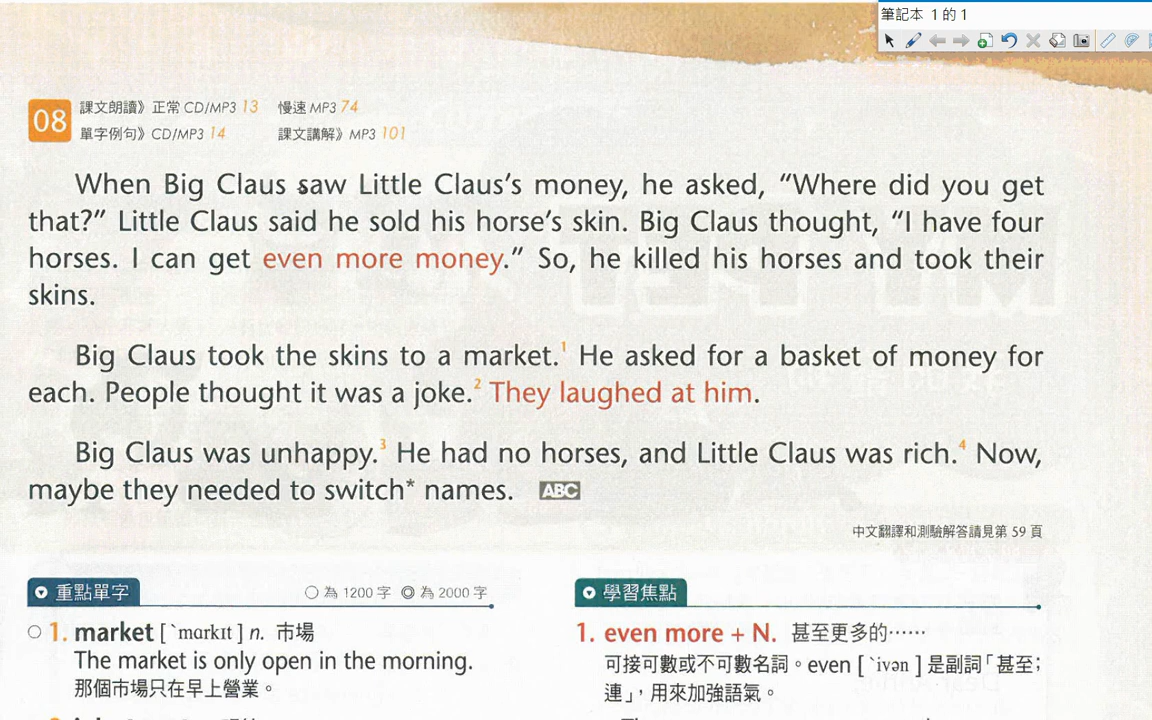 筆記本 1 的 1
08
課文朗讀》正常 CD/MP3 13 慢速 MP3 74
單字例句》CD/MP3 14 課文講解》MP3 101
When Big Claus saw Little Claus's money, he asked, “Where did you get
that?” Little Claus said he sold his horse's skin. Big Claus thought, “I have four
horses. I can get even more money.” So, he killed his horses and took their
skins.
Big Claus took the skins to a market.1 He asked for a basket of money for
each. People thought it was a joke.2 They laughed at him.
Big Claus was unhappy.3 He had no horses, and Little Claus was rich.4 Now,
maybe they needed to switch* names. ABC
中文翻譯和測驗解答請見第 59 頁
重點單字 ○ 為 1200 字 ◎ 為 2000 字
○ 1. market [ˋmɑrkɪt] n. 市場
The market is only open in the morning.
那個市場只在早上營業。
學習焦點
1. even more + N. 甚至更多的……
可接可數或不可數名詞。even [ˋivən] 是副詞「甚至；
連」，用來加強語氣。